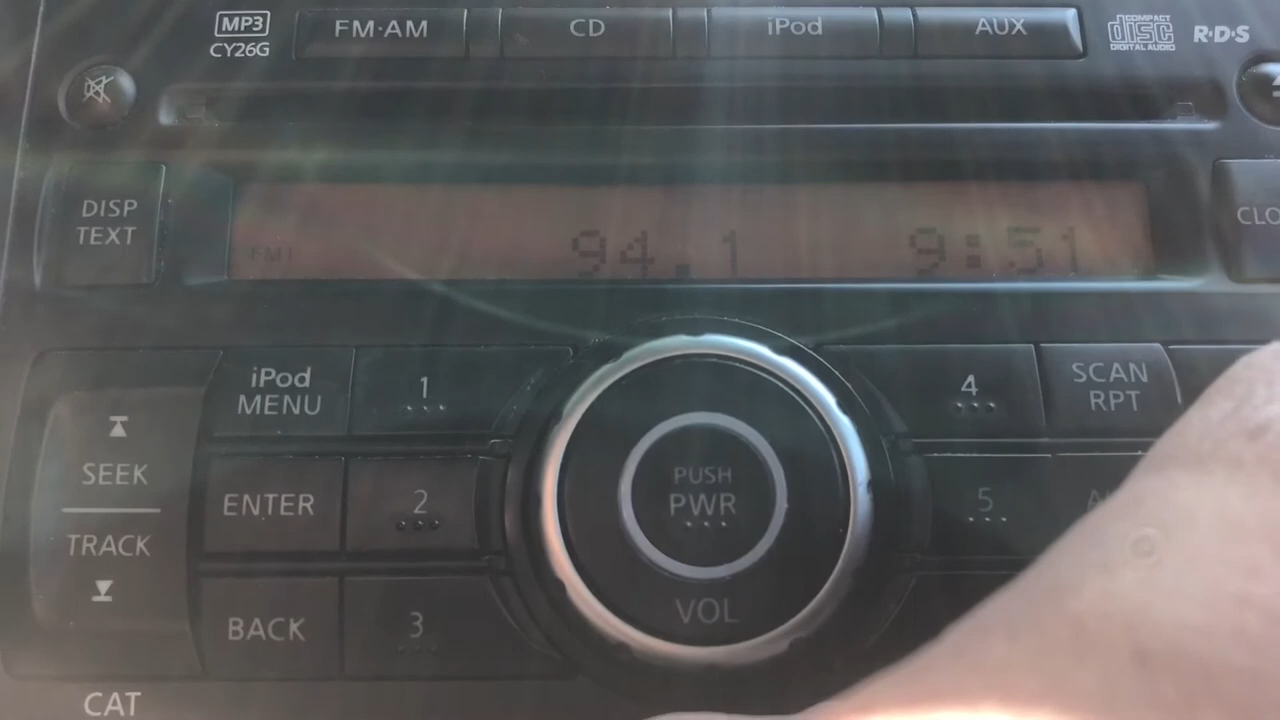 MP3
CY26G
FM·AM
CD
iPod
AUX
COMPACT
disc
DIGITAL AUDIO
R·D·S
DISP
TEXT
FM1
94.1
9:51
CLO
SEEK
TRACK
iPod
MENU
1
ENTER
2
BACK
3
PUSH
PWR
VOL
4
SCAN
RPT
5
CAT